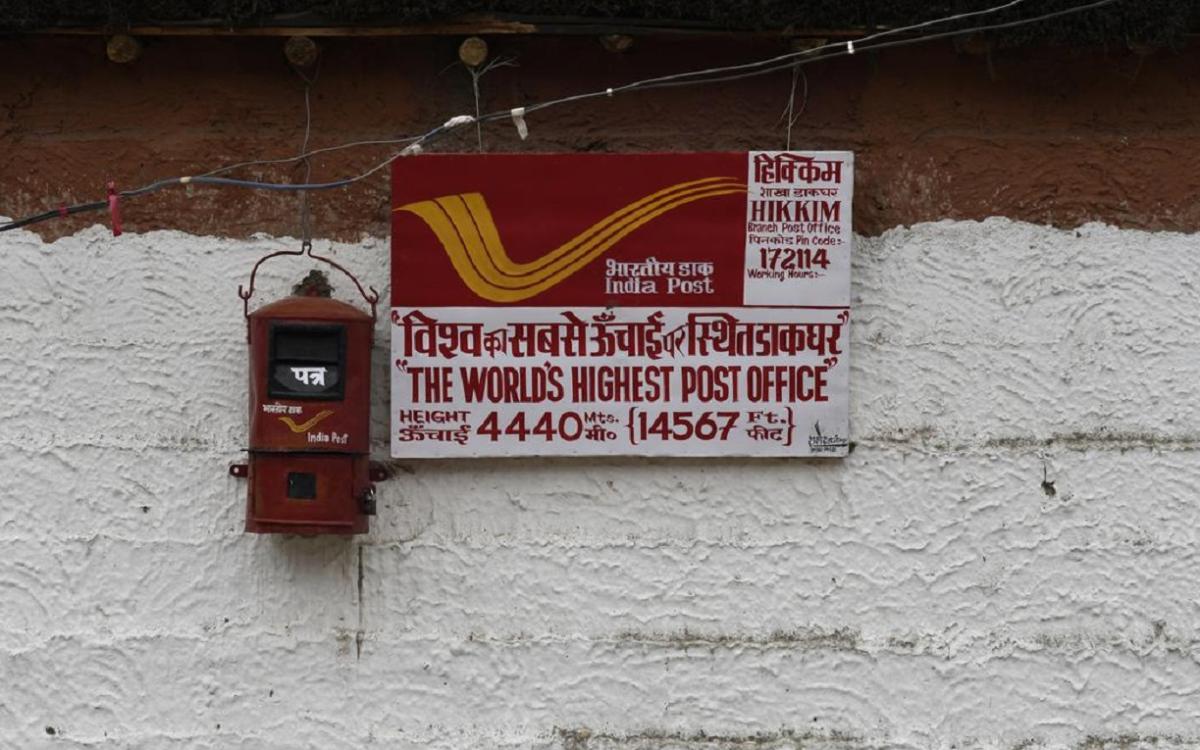 पत्र
भारतीय डाक
India Post
भारतीय डाक
India Post
हिक्किम
शाखा डाकघर
HIKKIM
Branch Post Office
पिनकोड Pin Code:-
172114
Working Hours:-
"विश्व का सबसे ऊँचाई पर स्थित डाकघर"
"THE WORLD'S HIGHEST POST OFFICE"
HEIGHT 4440 Mts. {14567 Ft.}
ऊँचाई मी० फीट